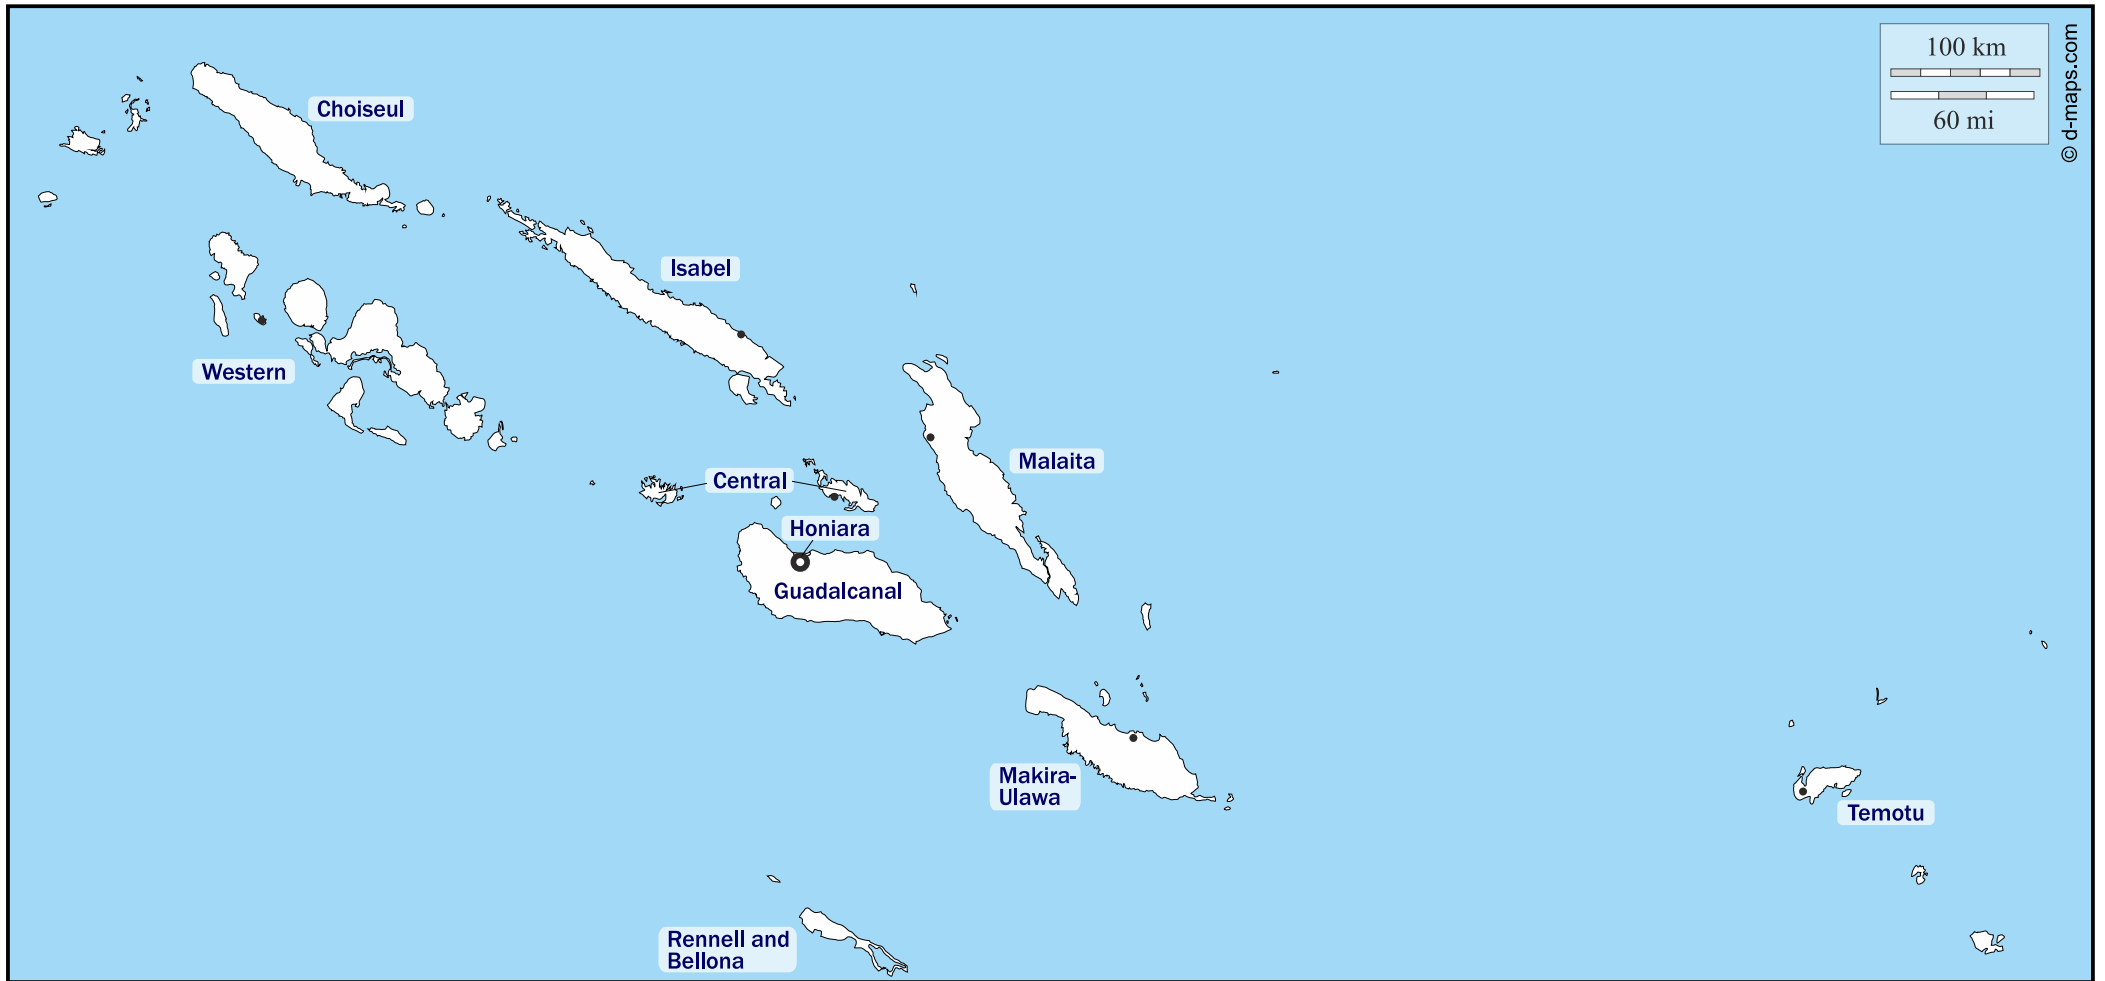 100 km
60 mi
© d-maps.com
Choiseul
Isabel
Western
Malaita
Central
Honiara
Guadalcanal
Makira-
Ulawa
Temotu
Rennell and
Bellona